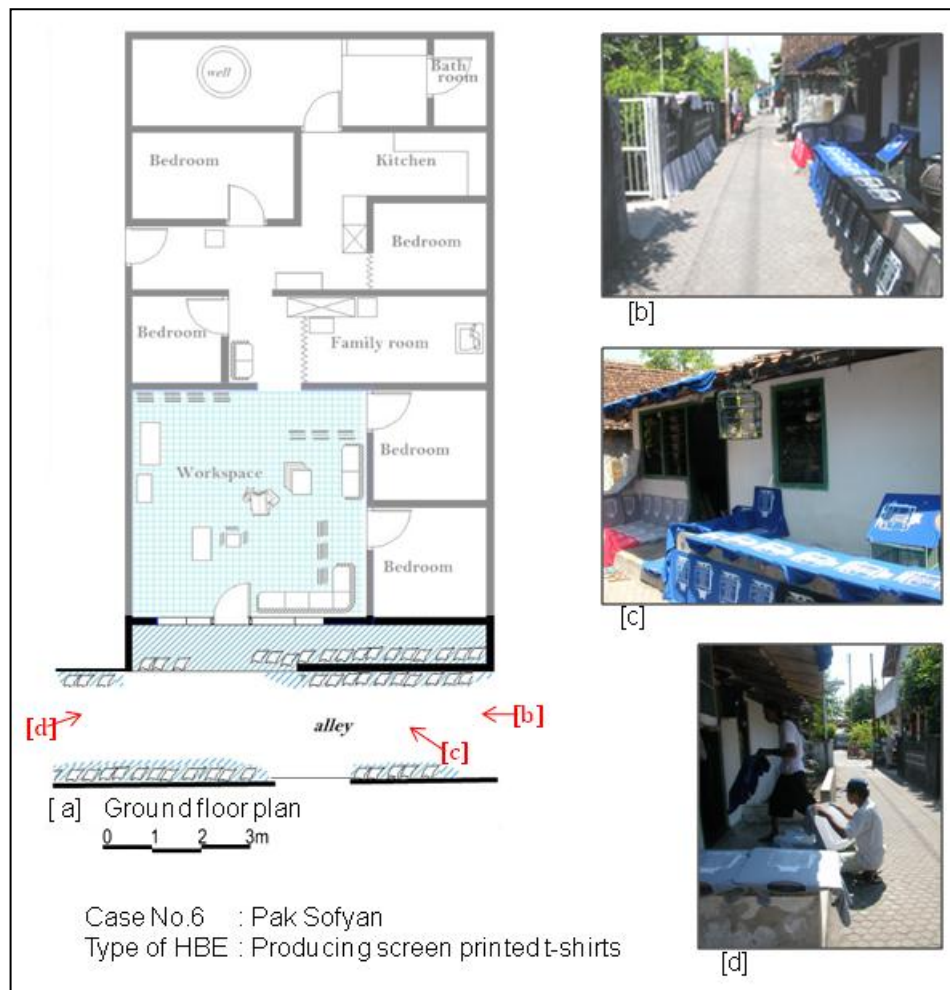 well
Bath
room
Bedroom
Kitchen
Bedroom
Bedroom
Family room
Workspace
Bedroom
Bedroom
[d]
alley
[b]
[c]
[a] Ground floor plan
0 1 2 3m
Case No.6 : Pak Sofyan
Type of HBE : Producing screen printed t-shirts
[b]
[c]
[d]